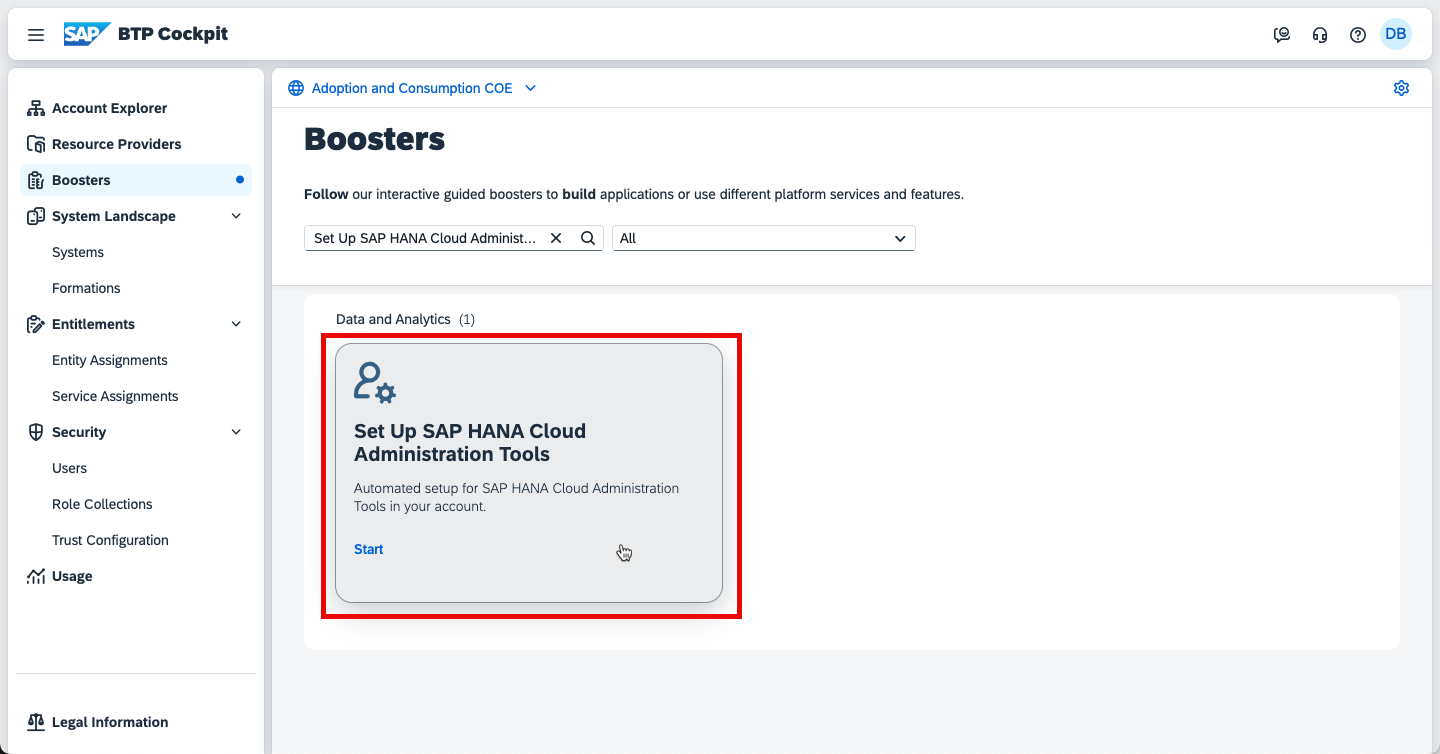 SAP BTP Cockpit
DB
Account Explorer
Resource Providers
Boosters
System Landscape
Systems
Formations
Entitlements
Entity Assignments
Service Assignments
Security
Users
Role Collections
Trust Configuration
Usage
Legal Information
Adoption and Consumption COE
Boosters
Follow our interactive guided boosters to build applications or use different platform services and features.
Set Up SAP HANA Cloud Administ...
All
Data and Analytics (1)
Set Up SAP HANA Cloud
Administration Tools
Automated setup for SAP HANA Cloud Administration
Tools in your account.
Start